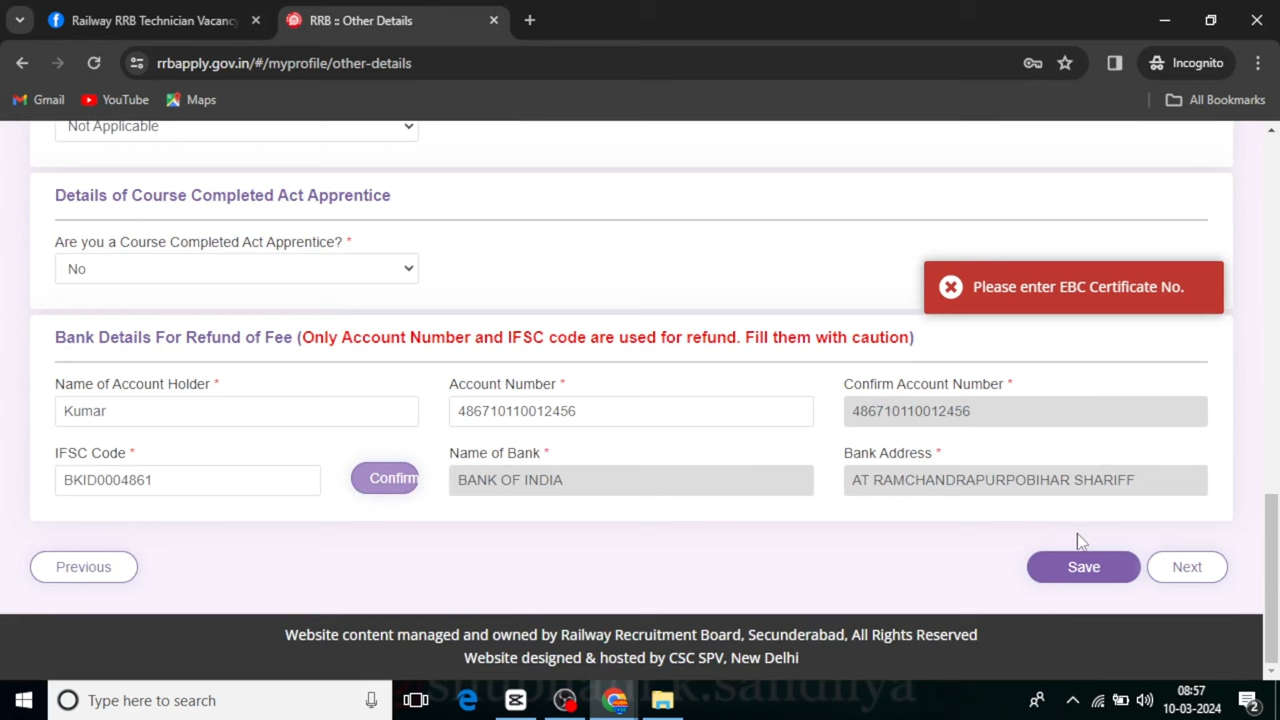 Railway RRB Technician Vacancy
RRB :: Other Details
rrbapply.gov.in/#/myprofile/other-details
Incognito
Gmail
YouTube
Maps
All Bookmarks
Not Applicable
Details of Course Completed Act Apprentice
Are you a Course Completed Act Apprentice? *
No
Please enter EBC Certificate No.
Bank Details For Refund of Fee (Only Account Number and IFSC code are used for refund. Fill them with caution)
Name of Account Holder *
Account Number *
Confirm Account Number *
Kumar
486710110012456
486710110012456
IFSC Code *
Name of Bank *
Bank Address *
BKID0004861
Confirm
BANK OF INDIA
AT RAMCHANDRAPURPOBIHAR SHARIFF
Previous
Save
Next
Website content managed and owned by Railway Recruitment Board, Secunderabad, All Rights Reserved
Website designed & hosted by CSC SPV, New Delhi
Type here to search
08:57
10-03-2024
2